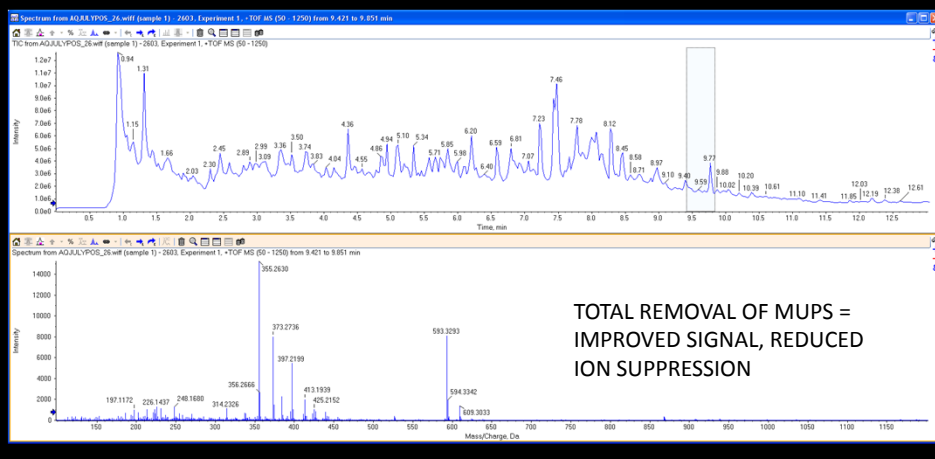 Spectrum from AQJULYPOS_26.wiff (sample 1) - 2603, Experiment 1, +TOF MS (50 - 1250) from 9.421 to 9.851 min
TIC from AQJULYPOS_26.wiff (sample 1) - 2603, Experiment 1, +TOF MS (50 - 1250)
Intensity
1.2e7
1.1e7
1.0e7
9.0e6
8.0e6
7.0e6
6.0e6
5.0e6
4.0e6
3.0e6
2.0e6
1.0e6
0.0e0
0.94
1.15
1.31
1.66
2.03
2.30
2.45
2.89
2.99
3.09
3.36
3.50
3.74
3.83
4.04
4.36
4.55
4.86
4.94
5.10
5.34
5.71
5.85
5.98
6.20
6.40
6.59
6.81
7.07
7.23
7.46
7.78
8.12
8.45
8.58
8.71
8.97
9.10
9.40
9.59
9.77
9.88
10.02
10.20
10.39
10.61
11.10
11.41
11.85
12.03
12.19
12.38
12.61
0.5 1.0 1.5 2.0 2.5 3.0 3.5 4.0 4.5 5.0 5.5 6.0 6.5 7.0 7.5 8.0 8.5 9.0 9.5 10.0 10.5 11.0 11.5 12.0 12.5
Time, min
Spectrum from AQJULYPOS_26.wiff (sample 1) - 2603, Experiment 1, +TOF MS (50 - 1250) from 9.421 to 9.851 min
Intensity
14000
12000
10000
8000
6000
4000
2000
0
197.1172
226.1437
248.1680
314.2326
356.2666
355.2630
373.2736
397.2199
413.1939
425.2152
593.3293
594.3342
609.3033
TOTAL REMOVAL OF MUPS =
IMPROVED SIGNAL, REDUCED
ION SUPPRESSION
150 200 250 300 350 400 450 500 550 600 650 700 750 800 850 900 950 1000 1050 1100 1150
Mass/Charge, Da